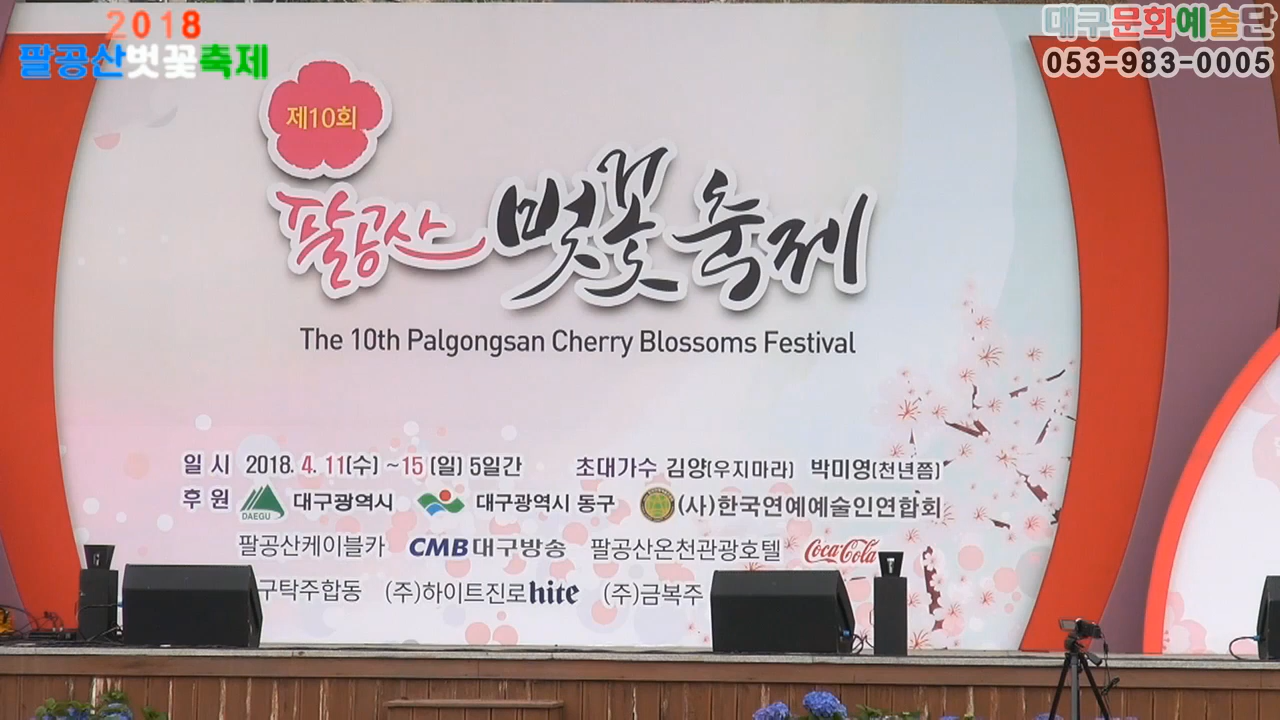 2018
팔공산벚꽃축제
대구문화예술단
053-983-0005
제10회
팔공산 벚꽃축제
The 10th Palgongsan Cherry Blossoms Festival
일 시 2018. 4. 11(수) ~15 (일) 5일간 초대가수 김양(우지마라) 박미영(천년쯤)
후 원 DAEGU 대구광역시 대구광역시 동구 (사)한국연예예술인연합회
팔공산케이블카 CMB대구방송 팔공산온천관광호텔 Coca-Cola
구탁주합동 (주)하이트진로 hite (주)금복주